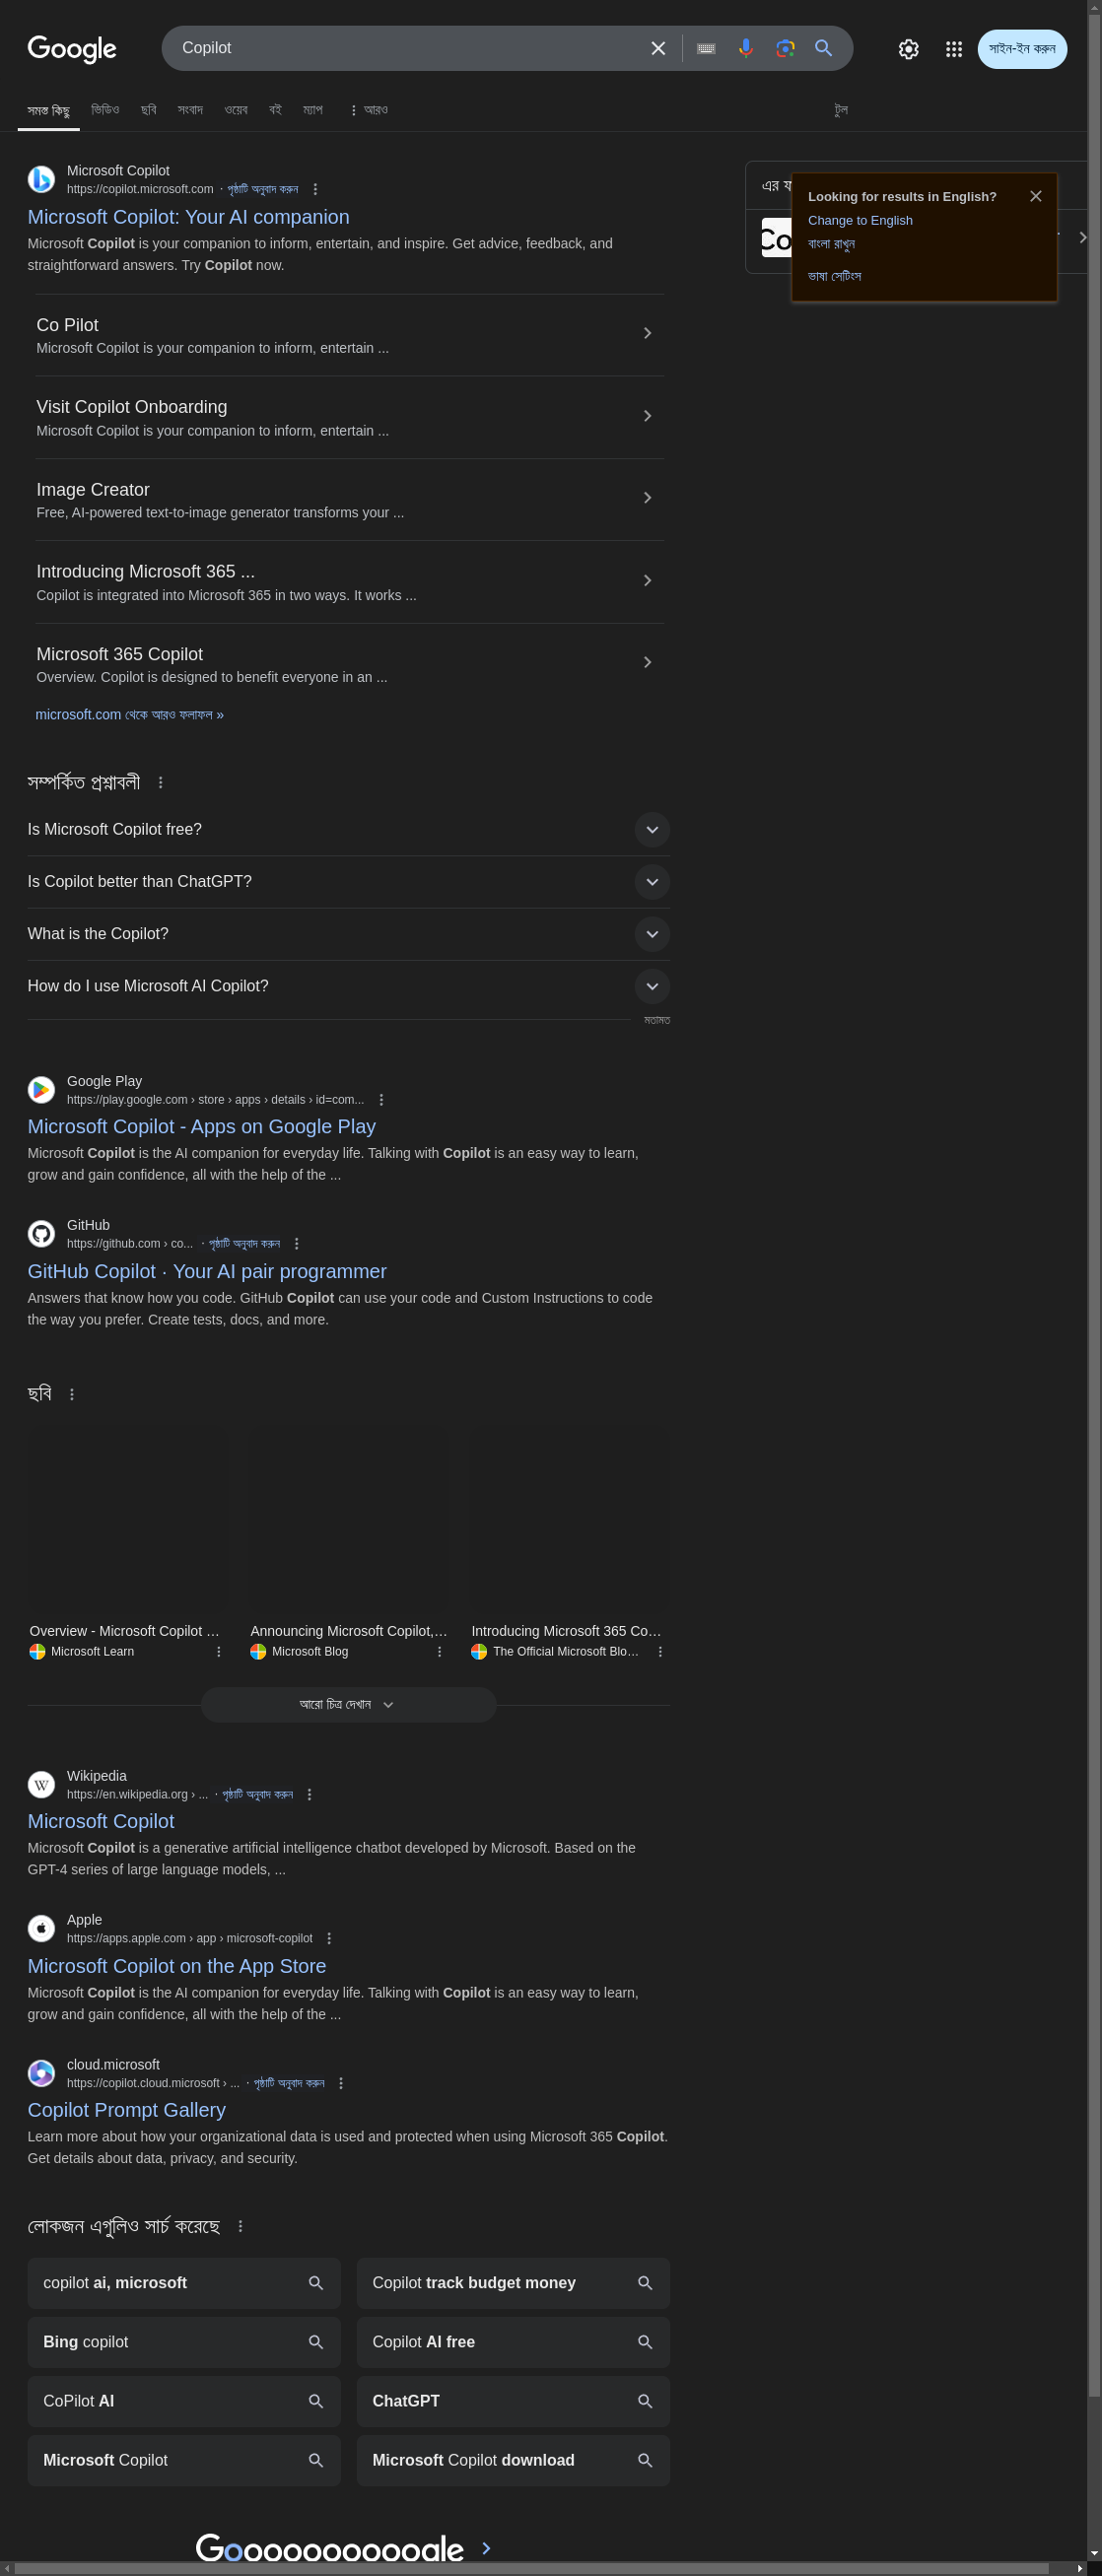 Google
Copilot
সাইন-ইন করুন
সমস্ত কিছু
ভিডিও
ছবি
সংবাদ
ওয়েব
বই
ম্যাপ
আরও
টুল
Microsoft Copilot
https://copilot.microsoft.com · পৃষ্ঠাটি অনুবাদ করুন
Microsoft Copilot: Your AI companion
Microsoft Copilot is your companion to inform, entertain, and inspire. Get advice, feedback, and
straightforward answers. Try Copilot now.
এর
Co
Looking for results in English?
Change to English
বাংলা রাখুন
ভাষা সেটিংস
Co Pilot
Microsoft Copilot is your companion to inform, entertain ...
Visit Copilot Onboarding
Microsoft Copilot is your companion to inform, entertain ...
Image Creator
Free, AI-powered text-to-image generator transforms your ...
Introducing Microsoft 365 ...
Copilot is integrated into Microsoft 365 in two ways. It works ...
Microsoft 365 Copilot
Overview. Copilot is designed to benefit everyone in an ...
microsoft.com থেকে আরও ফলাফল »
সম্পর্কিত প্রশ্নাবলী
Is Microsoft Copilot free?
Is Copilot better than ChatGPT?
What is the Copilot?
How do I use Microsoft AI Copilot?
মতামত
Google Play
https://play.google.com › store › apps › details › id=com...
Microsoft Copilot - Apps on Google Play
Microsoft Copilot is the AI companion for everyday life. Talking with Copilot is an easy way to learn,
grow and gain confidence, all with the help of the ...
GitHub
https://github.com › co... · পৃষ্ঠাটি অনুবাদ করুন
GitHub Copilot · Your AI pair programmer
Answers that know how you code. GitHub Copilot can use your code and Custom Instructions to code
the way you prefer. Create tests, docs, and more.
ছবি
Overview - Microsoft Copilot ...
Microsoft Learn
Announcing Microsoft Copilot,...
Microsoft Blog
Introducing Microsoft 365 Co...
The Official Microsoft Blo...
আরো চিত্র দেখান
Wikipedia
https://en.wikipedia.org › ... · পৃষ্ঠাটি অনুবাদ করুন
Microsoft Copilot
Microsoft Copilot is a generative artificial intelligence chatbot developed by Microsoft. Based on the
GPT-4 series of large language models, ...
Apple
https://apps.apple.com › app › microsoft-copilot
Microsoft Copilot on the App Store
Microsoft Copilot is the AI companion for everyday life. Talking with Copilot is an easy way to learn,
grow and gain confidence, all with the help of the ...
cloud.microsoft
https://copilot.cloud.microsoft › ... · পৃষ্ঠাটি অনুবাদ করুন
Copilot Prompt Gallery
Learn more about how your organizational data is used and protected when using Microsoft 365 Copilot.
Get details about data, privacy, and security.
লোকজন এগুলিও সার্চ করেছে
copilot ai, microsoft
Copilot track budget money
Bing copilot
Copilot AI free
CoPilot AI
ChatGPT
Microsoft Copilot
Microsoft Copilot download
Goooooooooogle